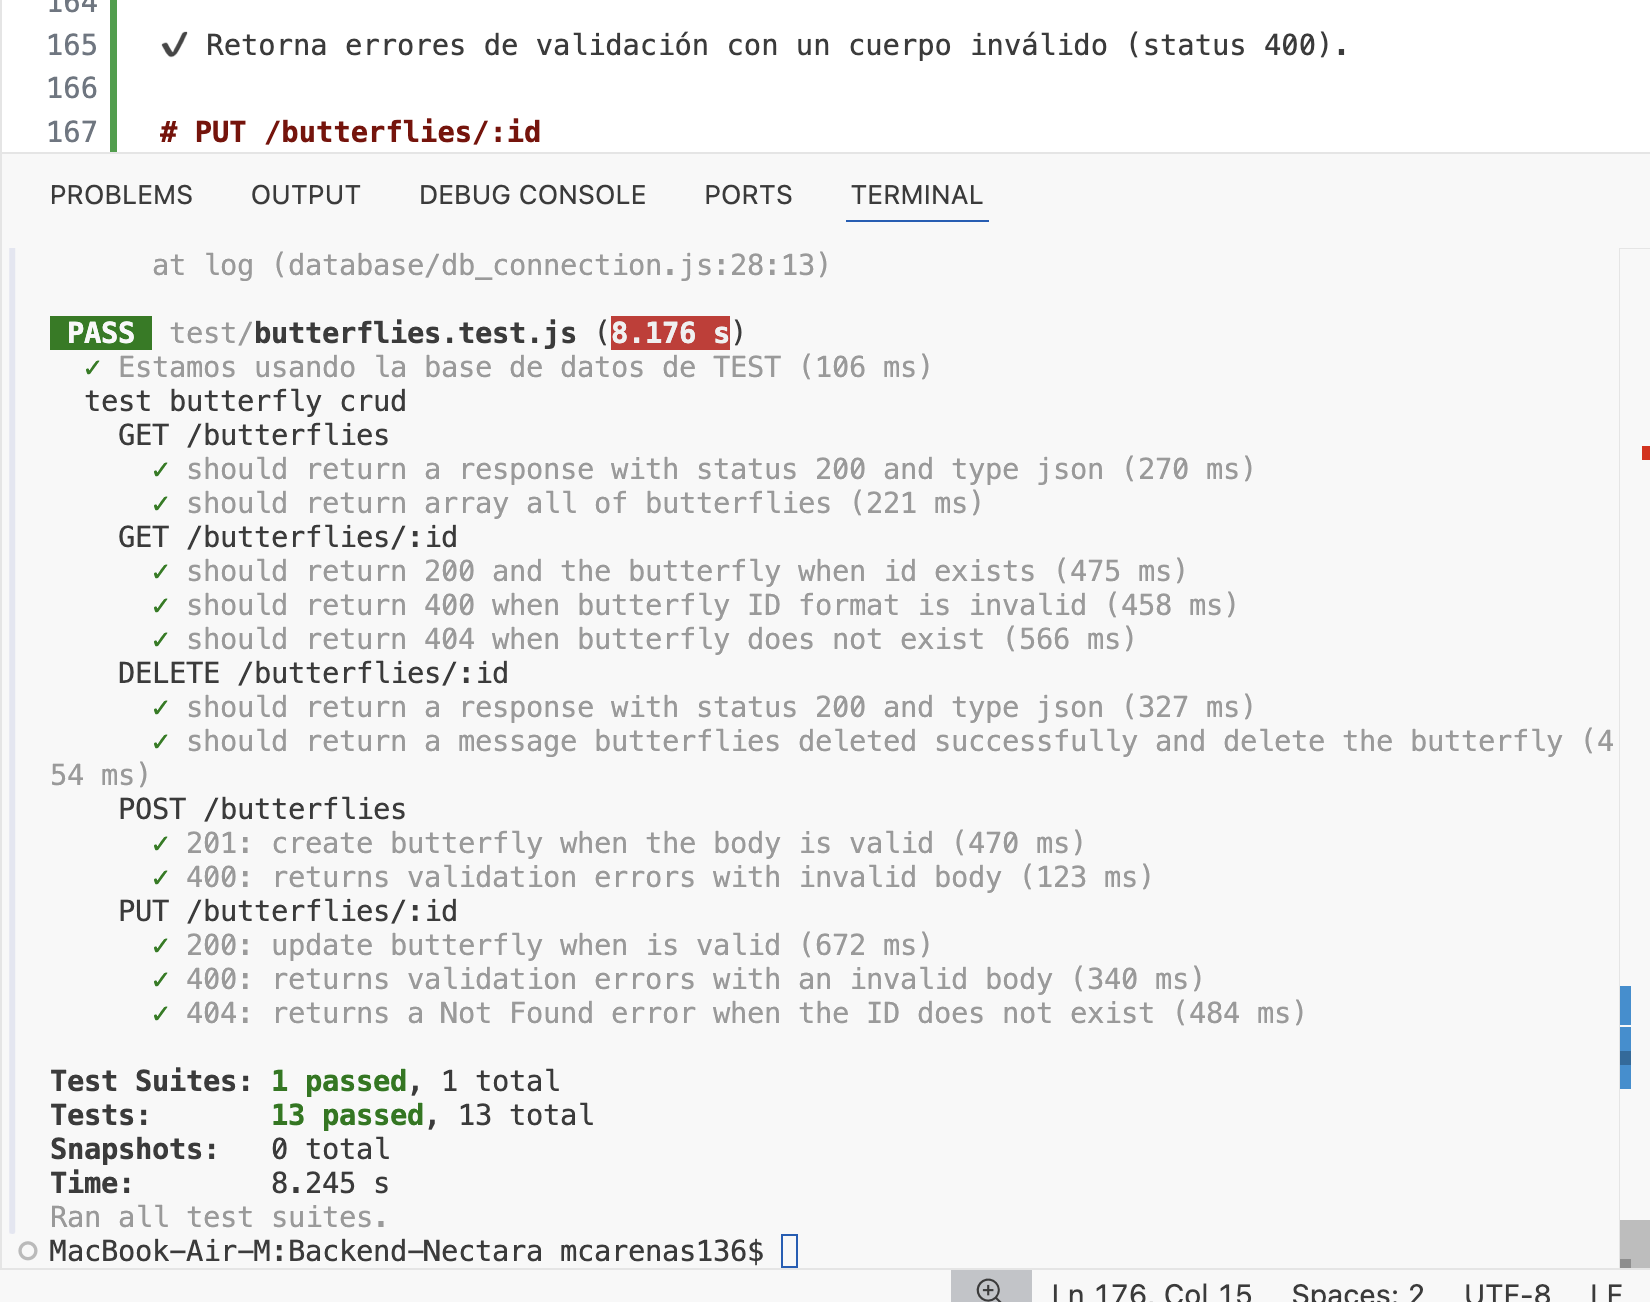 164
165 ✔ Retorna errores de validación con un cuerpo inválido (status 400).
166
167 # PUT /butterflies/:id
PROBLEMS OUTPUT DEBUG CONSOLE PORTS TERMINAL
at log (database/db_connection.js:28:13)
PASS test/butterflies.test.js (8.176 s)
✓ Estamos usando la base de datos de TEST (106 ms)
test butterfly crud
GET /butterflies
✓ should return a response with status 200 and type json (270 ms)
✓ should return array all of butterflies (221 ms)
GET /butterflies/:id
✓ should return 200 and the butterfly when id exists (475 ms)
✓ should return 400 when butterfly ID format is invalid (458 ms)
✓ should return 404 when butterfly does not exist (566 ms)
DELETE /butterflies/:id
✓ should return a response with status 200 and type json (327 ms)
✓ should return a message butterflies deleted successfully and delete the butterfly (4
54 ms)
POST /butterflies
✓ 201: create butterfly when the body is valid (470 ms)
✓ 400: returns validation errors with invalid body (123 ms)
PUT /butterflies/:id
✓ 200: update butterfly when is valid (672 ms)
✓ 400: returns validation errors with an invalid body (340 ms)
✓ 404: returns a Not Found error when the ID does not exist (484 ms)
Test Suites: 1 passed, 1 total
Tests: 13 passed, 13 total
Snapshots: 0 total
Time: 8.245 s
Ran all test suites.
MacBook-Air-M:Backend-Nectara mcarenas136$
Ln 176, Col 15 Spaces: 2 UTF-8 LF